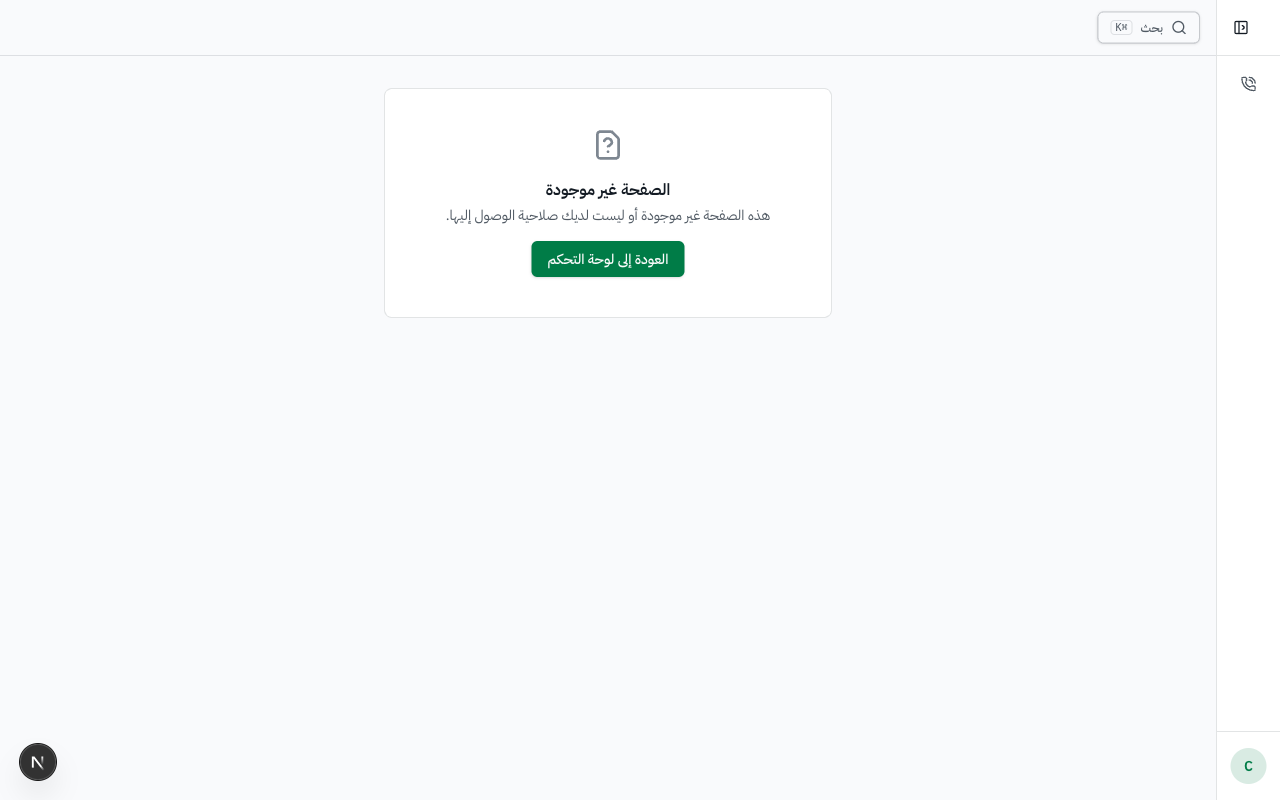 بحث
⌘K
الصفحة غير موجودة
هذه الصفحة غير موجودة أو ليست لديك صلاحية الوصول إليها.
العودة إلى لوحة التحكم
N
C